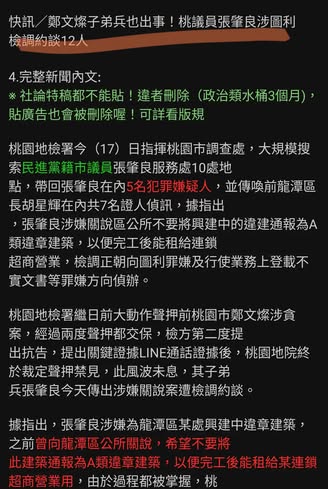 快訊／鄭文燦子弟兵也出事！桃議員張肇良涉圖利
檢調約談12人
4.完整新聞內文:
※ 社論特稿都不能貼！違者刪除（政治類水桶3個月)，
貼廣告也會被刪除喔！可詳看版規
桃園地檢署今（17）日指揮桃園市調查處，大規模搜
索民進黨籍市議員張肇良服務處10處地
點，帶回張肇良在內5名犯罪嫌疑人，並傳喚前龍潭區
長胡星輝在內共7名證人偵訊，據指出
，張肇良涉嫌關說區公所不要將興建中的違建通報為A
類違章建築，以便完工後能租給連鎖
超商營業，檢調正朝向圖利罪嫌及行使業務上登載不
實文書等罪嫌方向偵辦。
桃園地檢署繼日前大動作聲押前桃園市長鄭文燦涉貪
案，經過兩度聲押都交保，檢方第二度提
出抗告，提出關鍵證據LINE通話證據後，桃園地院終
於裁定聲押禁見，此風波未息，其子弟
兵張肇良今天傳出涉嫌關說案遭檢調約談。
據指出，張肇良涉嫌為龍潭區某處興建中違章建築，
之前曾向龍潭區公所關說，希望不要將
此建築通報為A類違章建築，以便完工後能租給某連鎖
超商營業用，由於過程都被掌握，桃